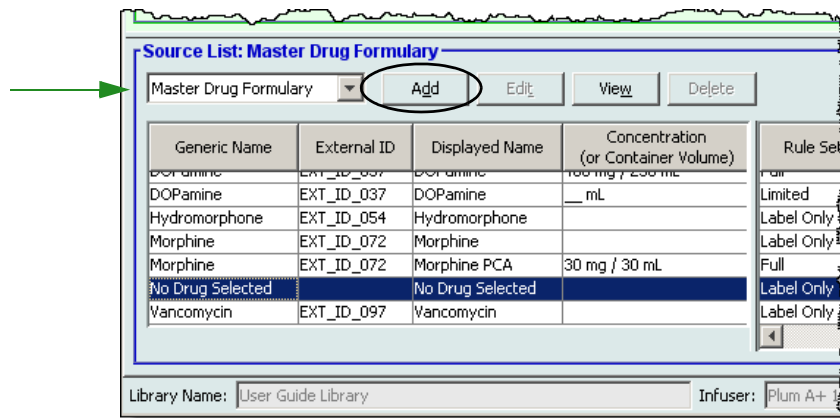 Source List: Master Drug Formulary
Master Drug Formulary Add Edit View Delete
Generic Name External ID Displayed Name Concentration (or Container Volume) Rule Set
DOPamine EXT_ID_037 DOPamine __ mL Limited
Hydromorphone EXT_ID_054 Hydromorphone Label Only
Morphine EXT_ID_072 Morphine Label Only
Morphine EXT_ID_072 Morphine PCA 30 mg / 30 mL Full
No Drug Selected No Drug Selected Label Only
Vancomycin EXT_ID_097 Vancomycin Label Only
Library Name: User Guide Library Infuser: Plum A+